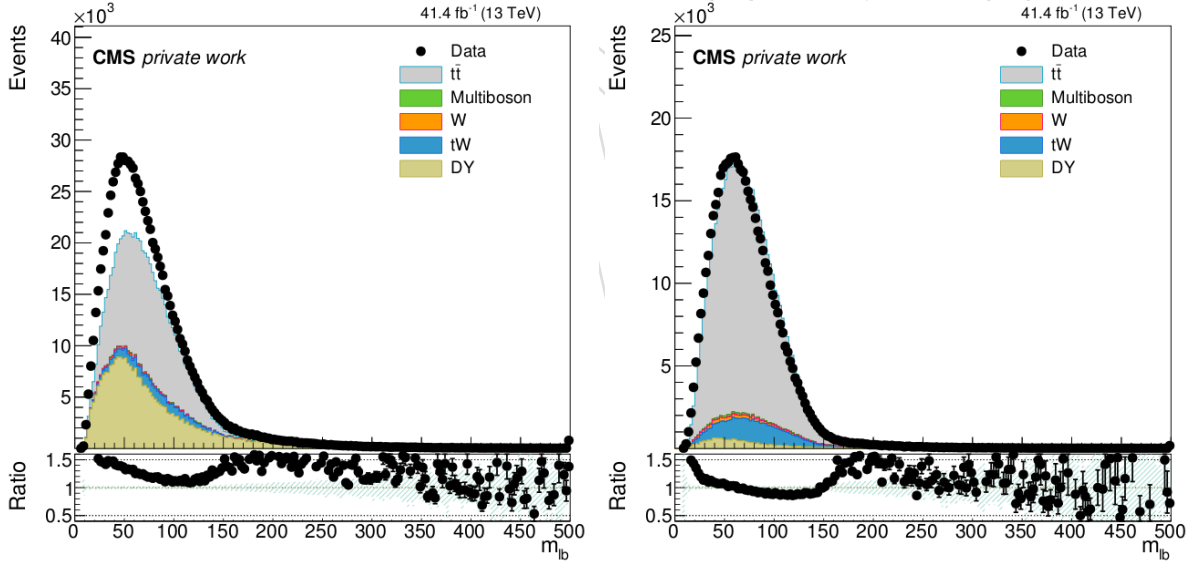 ×10³
41.4 fb⁻¹ (13 TeV)
Events
40
35
30
25
20
15
10
5
CMS private work
Data
tt̄
Multiboson
W
tW
DY
Ratio
1.5
1
0.5
0 50 100 150 200 250 300 350 400 450 500
m_lb
×10³
41.4 fb⁻¹ (13 TeV)
Events
25
20
15
10
5
CMS private work
Data
tt̄
Multiboson
W
tW
DY
Ratio
1.5
1
0.5
0 50 100 150 200 250 300 350 400 450 500
m_lb